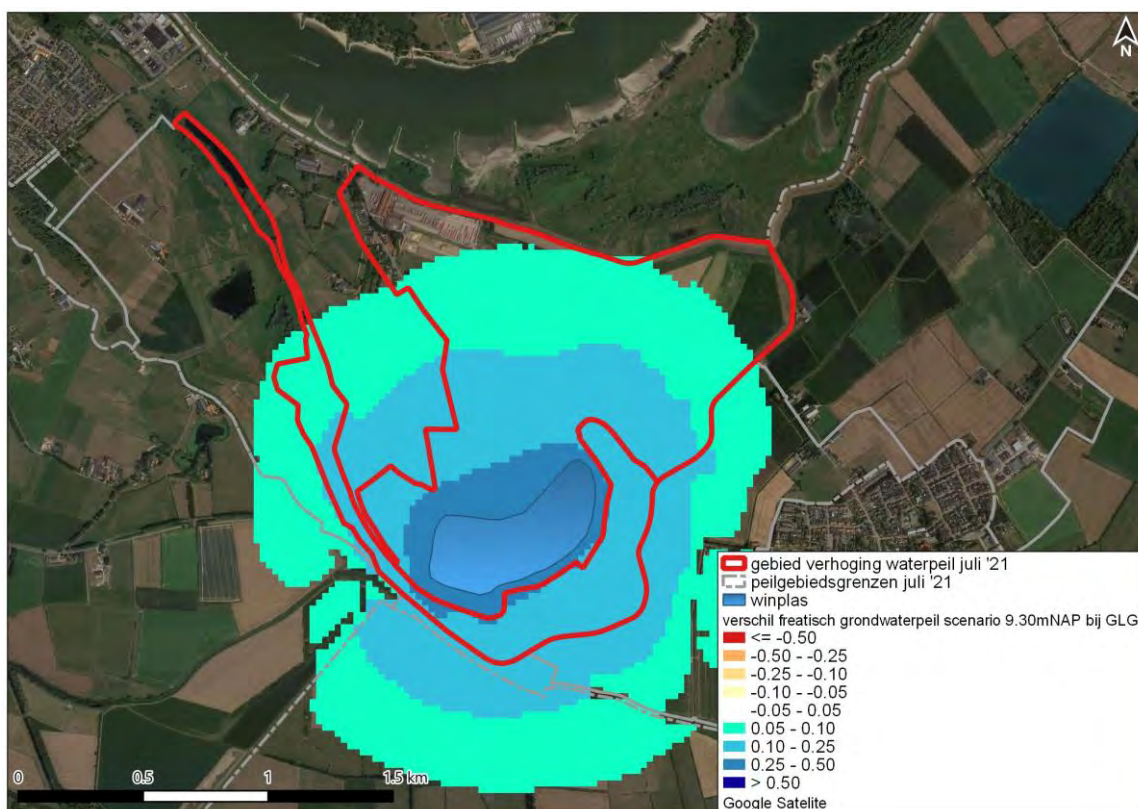 N
gebied verhoging waterpeil juli '21
peilgebiedsgrenzen juli '21
winplas
verschil freatisch grondwaterpeil scenario 9.30mNAP bij GLG
<= -0.50
-0.50 - -0.25
-0.25 - -0.10
-0.10 - -0.05
-0.05 - 0.05
0.05 - 0.10
0.10 - 0.25
0.25 - 0.50
> 0.50
Google Satelite
0 0.5 1 1.5 km